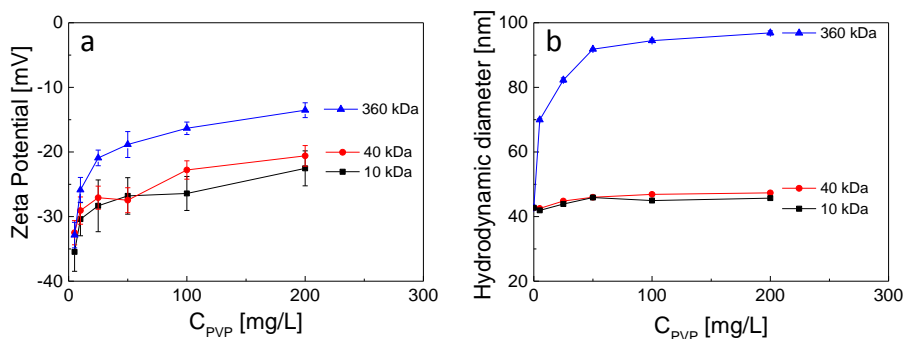 a
Zeta Potential [mV]
0
-10
-20
-30
-40
360 kDa
40 kDa
10 kDa
0
100
200
300
C_PVP [mg/L]
b
Hydrodynamic diameter [nm]
100
80
60
40
20
360 kDa
40 kDa
10 kDa
0
100
200
300
C_PVP [mg/L]